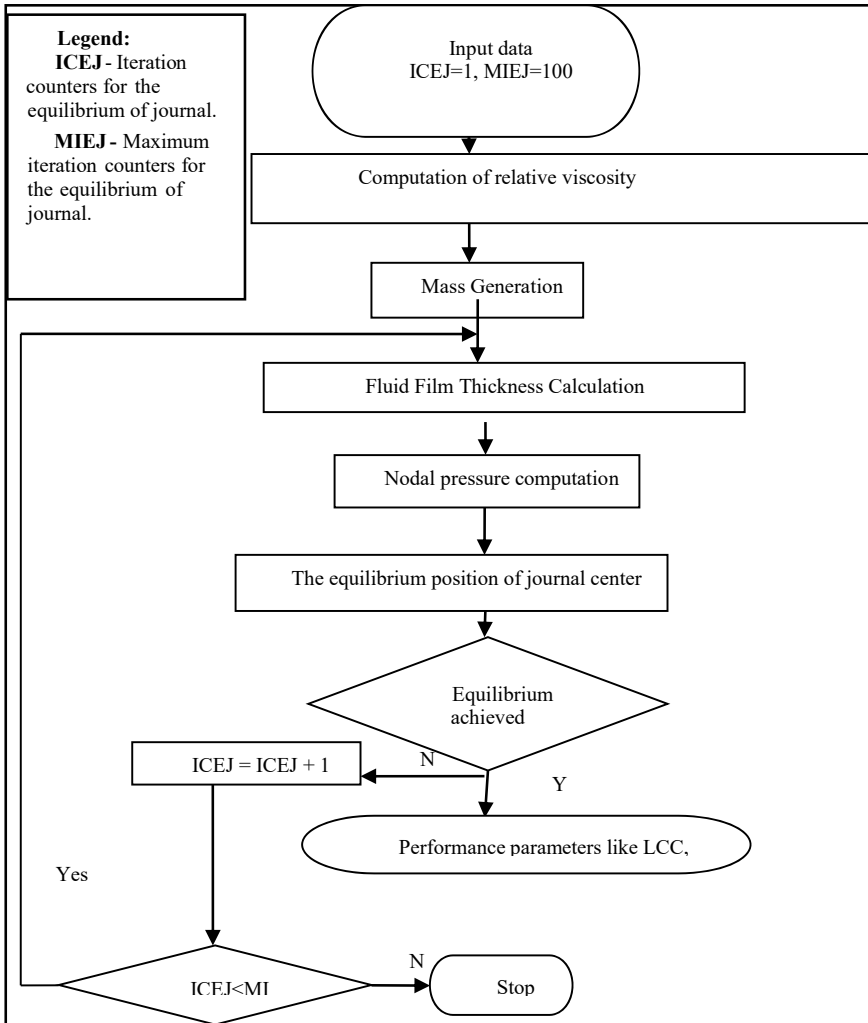 Legend:
ICEJ - Iteration
counters for the
equilibrium of journal.
MIEJ - Maximum
iteration counters for
the equilibrium of
journal.
Input data
ICEJ=1, MIEJ=100
Computation of relative viscosity
Mass Generation
Fluid Film Thickness Calculation
Nodal pressure computation
The equilibrium position of journal center
Equilibrium
achieved
N
ICEJ = ICEJ + 1
Y
Performance parameters like LCC,
Yes
ICEJ<MI
N
Stop